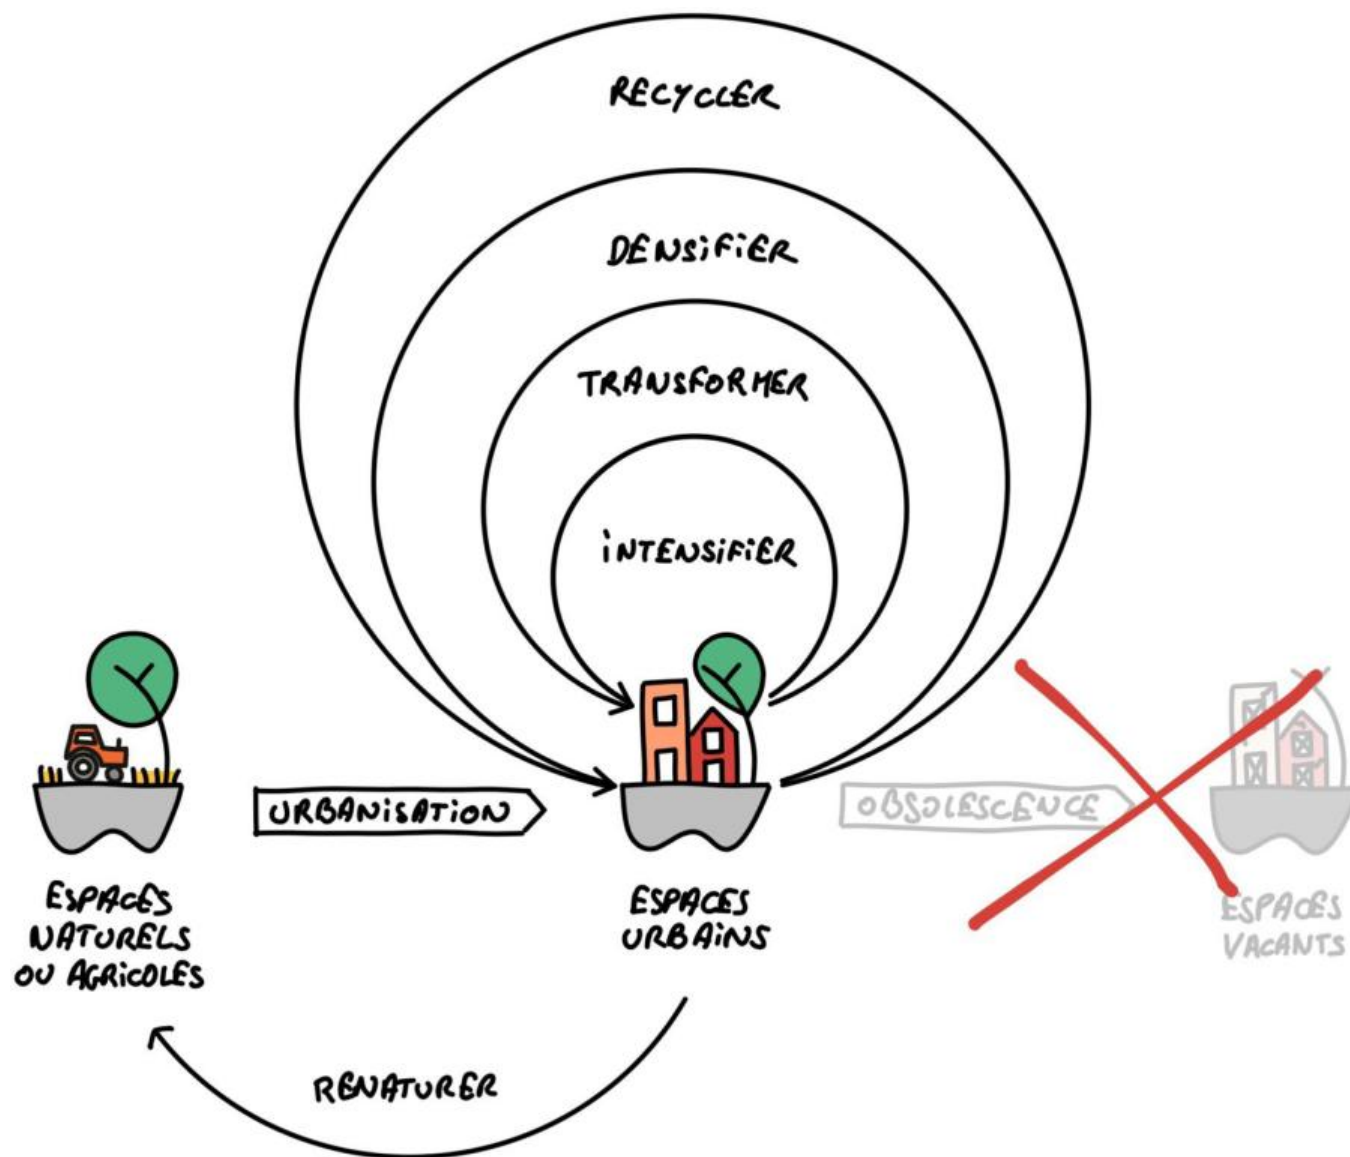 RECYCLER
DENSiFiER
TRANSFORMER
iNTENSiFiER
URBANiSATiON
OBSOLESCENCE
ESPACES
NATURELS
OU AGRiCOLES
ESPACES
URBAiNS
ESPACES
VACANTS
RENATURER